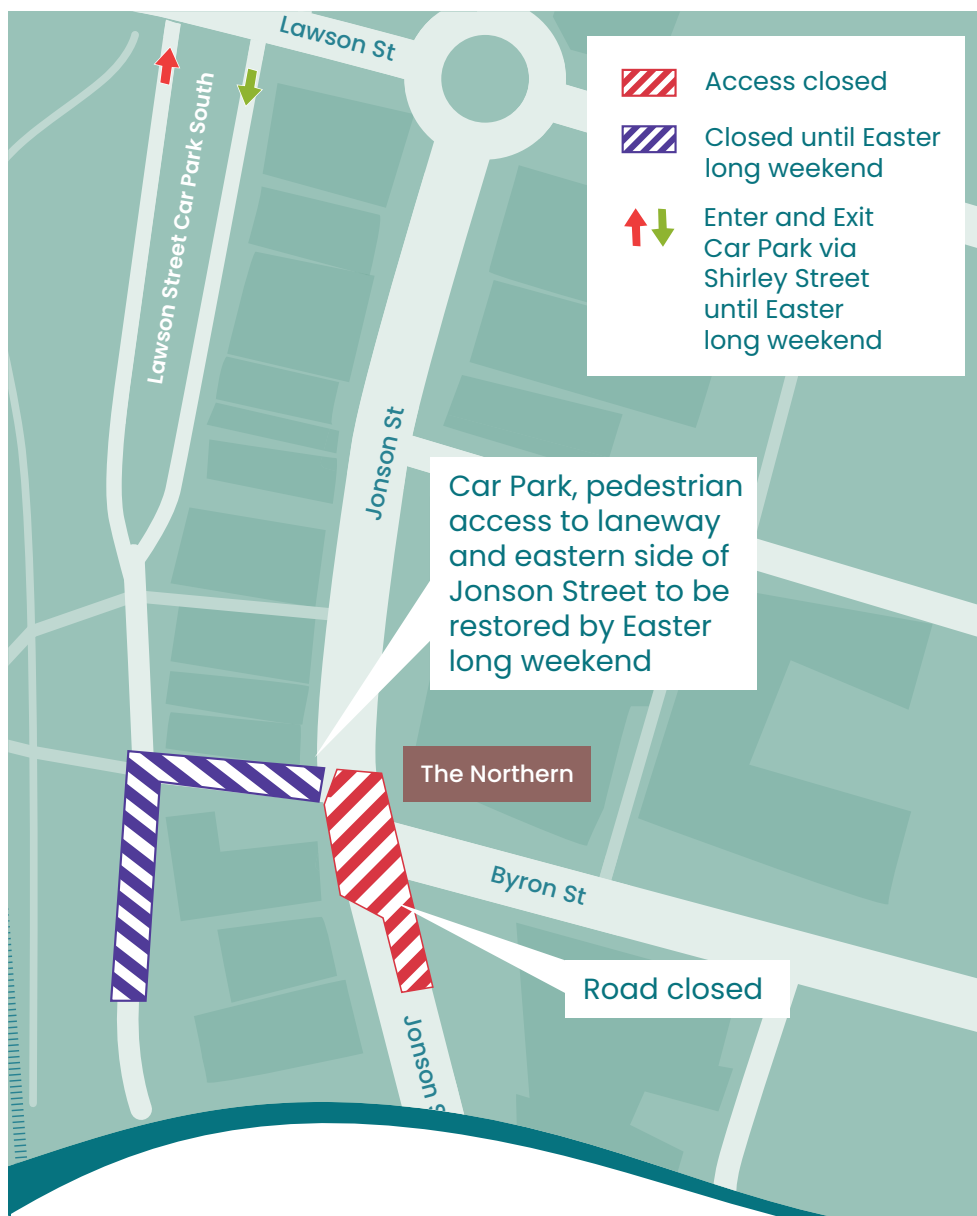 Lawson St
Access closed
Closed until Easter
long weekend
Enter and Exit
Car Park via
Shirley Street
until Easter
long weekend
Lawson Street Car Park South
Jonson St
Car Park, pedestrian
access to laneway
and eastern side of
Jonson Street to be
restored by Easter
long weekend
The Northern
Byron St
Road closed
Jonson S